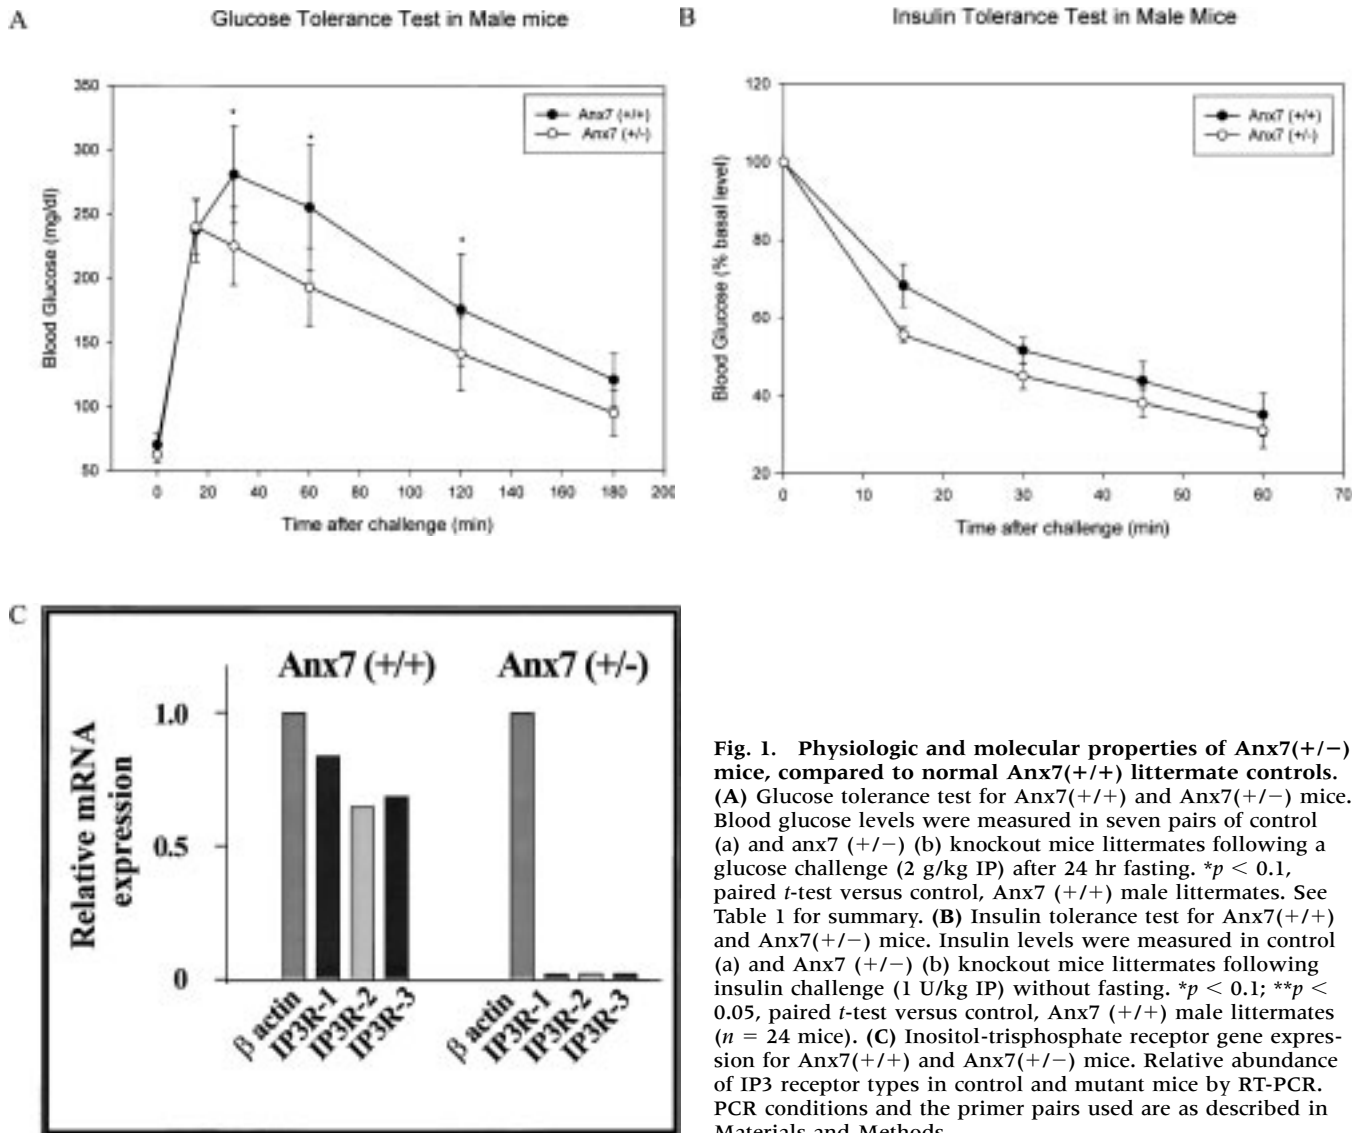 A
Glucose Tolerance Test in Male mice
350
300
250
200
150
100
50
Blood Glucose (mg/dl)
*
*
*
Anx7 (+/+)
Anx7 (+/-)
0
20
40
60
80
100
120
140
160
180
200
Time after challenge (min)
B
Insulin Tolerance Test in Male Mice
120
100
80
60
40
20
Blood Glucose (% basal level)
Anx7 (+/+)
Anx7 (+/-)
0
10
20
30
40
50
60
70
Time after challenge (min)
C
Relative mRNA
expression
1.0
0.5
0
Anx7 (+/+)
Anx7 (+/-)
β actin
IP3R-1
IP3R-2
IP3R-3
β actin
IP3R-1
IP3R-2
IP3R-3
Fig. 1. Physiologic and molecular properties of Anx7(+/−)
mice, compared to normal Anx7(+/+) littermate controls.
(A) Glucose tolerance test for Anx7(+/+) and Anx7(+/−) mice.
Blood glucose levels were measured in seven pairs of control
(a) and anx7 (+/−) (b) knockout mice littermates following a
glucose challenge (2 g/kg IP) after 24 hr fasting. *p < 0.1,
paired t-test versus control, Anx7 (+/+) male littermates. See
Table 1 for summary. (B) Insulin tolerance test for Anx7(+/+)
and Anx7(+/−) mice. Insulin levels were measured in control
(a) and Anx7 (+/−) (b) knockout mice littermates following
insulin challenge (1 U/kg IP) without fasting. *p < 0.1; **p <
0.05, paired t-test versus control, Anx7 (+/+) male littermates
(n = 24 mice). (C) Inositol-trisphosphate receptor gene expres-
sion for Anx7(+/+) and Anx7(+/−) mice. Relative abundance
of IP3 receptor types in control and mutant mice by RT-PCR.
PCR conditions and the primer pairs used are as described in
Materials and Methods